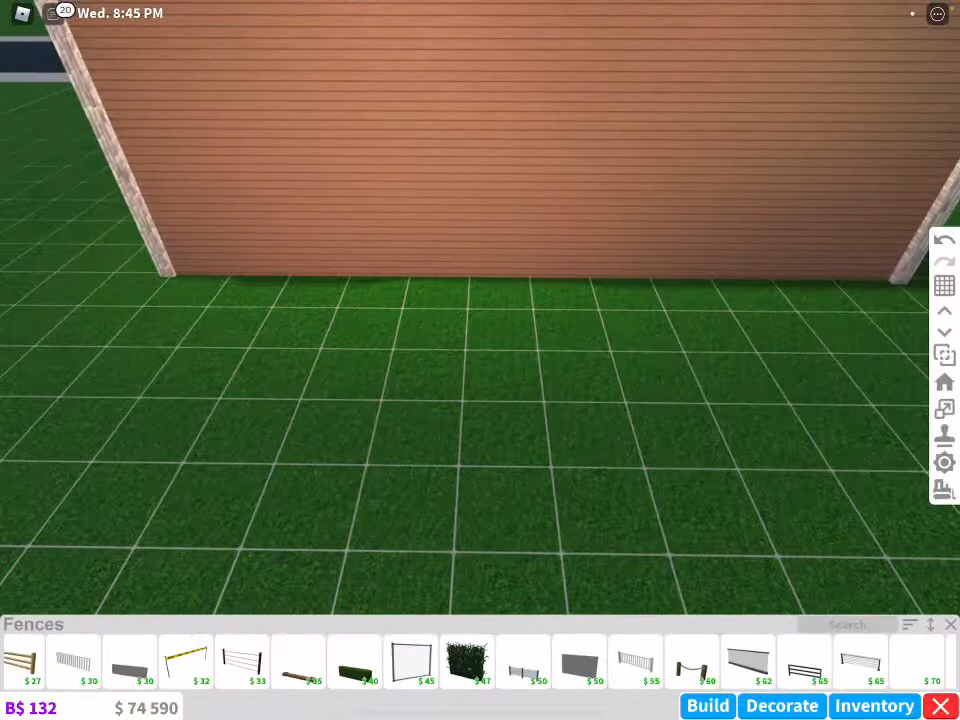 20 Wed. 8:45 PM
Fences Search
$ 27 $ 30 $ 30 $ 32 $ 33 $ 35 $ 40 $ 45 $ 47 $ 50 $ 50 $ 55 $ 60 $ 62 $ 65 $ 65 $ 70
B$ 132 $ 74 590 Build Decorate Inventory